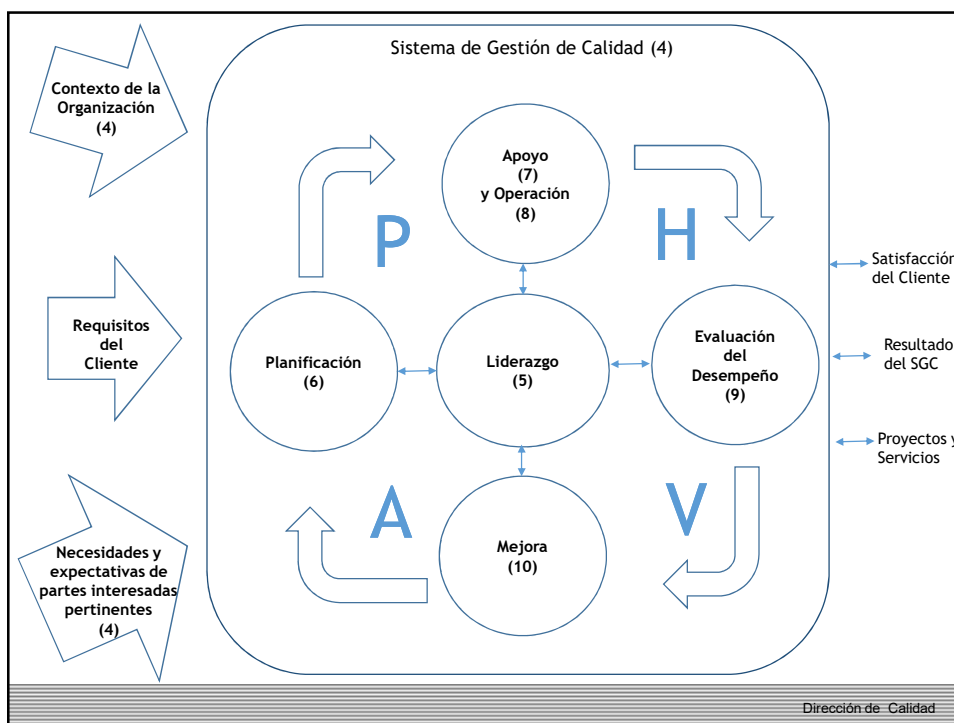 Sistema de Gestión de Calidad (4)
Contexto de la
Organización
(4)
Requisitos
del
Cliente
Necesidades y
expectativas de
partes interesadas
pertinentes
(4)
Apoyo
(7)
y Operación
(8)
P
H
Planificación
(6)
Liderazgo
(5)
Evaluación
del
Desempeño
(9)
A
V
Mejora
(10)
Satisfacción
del Cliente
Resultado
del SGC
Proyectos y
Servicios
Dirección de Calidad